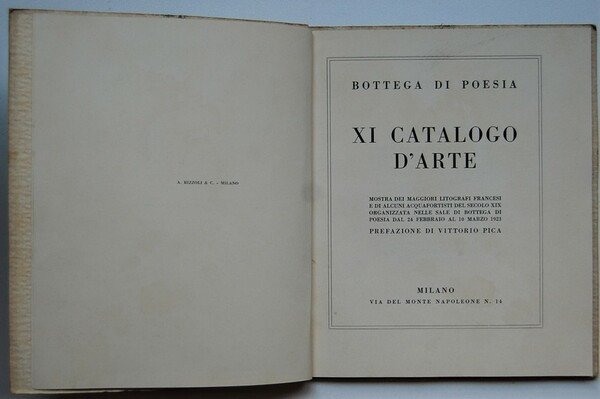 A. RIZZOLI & C. - MILANO
BOTTEGA DI POESIA
XI CATALOGO
D'ARTE
MOSTRA DEI MAGGIORI LITOGRAFI FRANCESI
E DI ALCUNI ACQUAFORTISTI DEL SECOLO XIX
ORGANIZZATA NELLE SALE DI BOTTEGA DI
POESIA DAL 24 FEBBRAIO AL 10 MARZO 1923
PREFAZIONE DI VITTORIO PICA
MILANO
VIA DEL MONTE NAPOLEONE N. 14